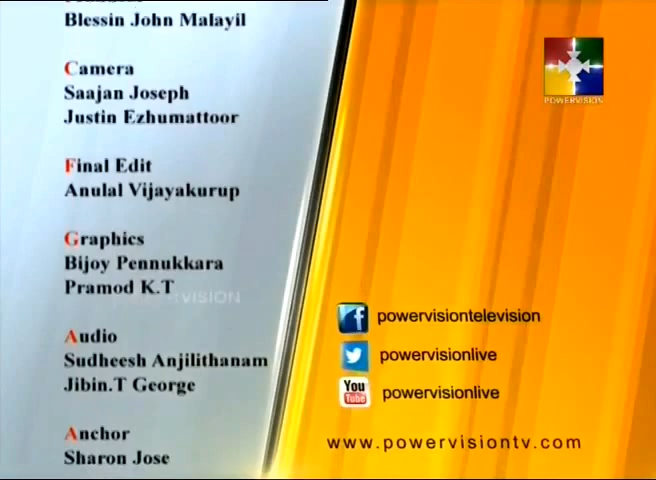 Blessin John Malayil
Camera
Saajan Joseph
Justin Ezhumattoor
Final Edit
Anulal Vijayakurup
Graphics
Bijoy Pennukkara
Pramod K.T
Audio
Sudheesh Anjilithanam
Jibin.T George
Anchor
Sharon Jose
POWERVISION
powervisiontelevision
powervisionlive
You
Tube
powervisionlive
www.powervisiontv.com